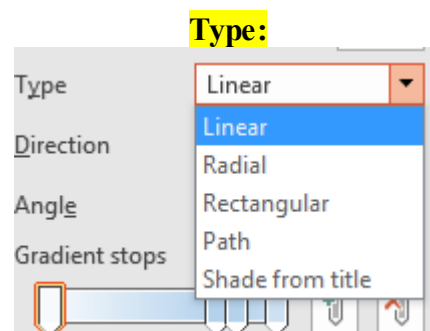 Type:
Type Linear
Linear
Direction
Radial
Angle Rectangular
Path
Gradient stops
Shade from title